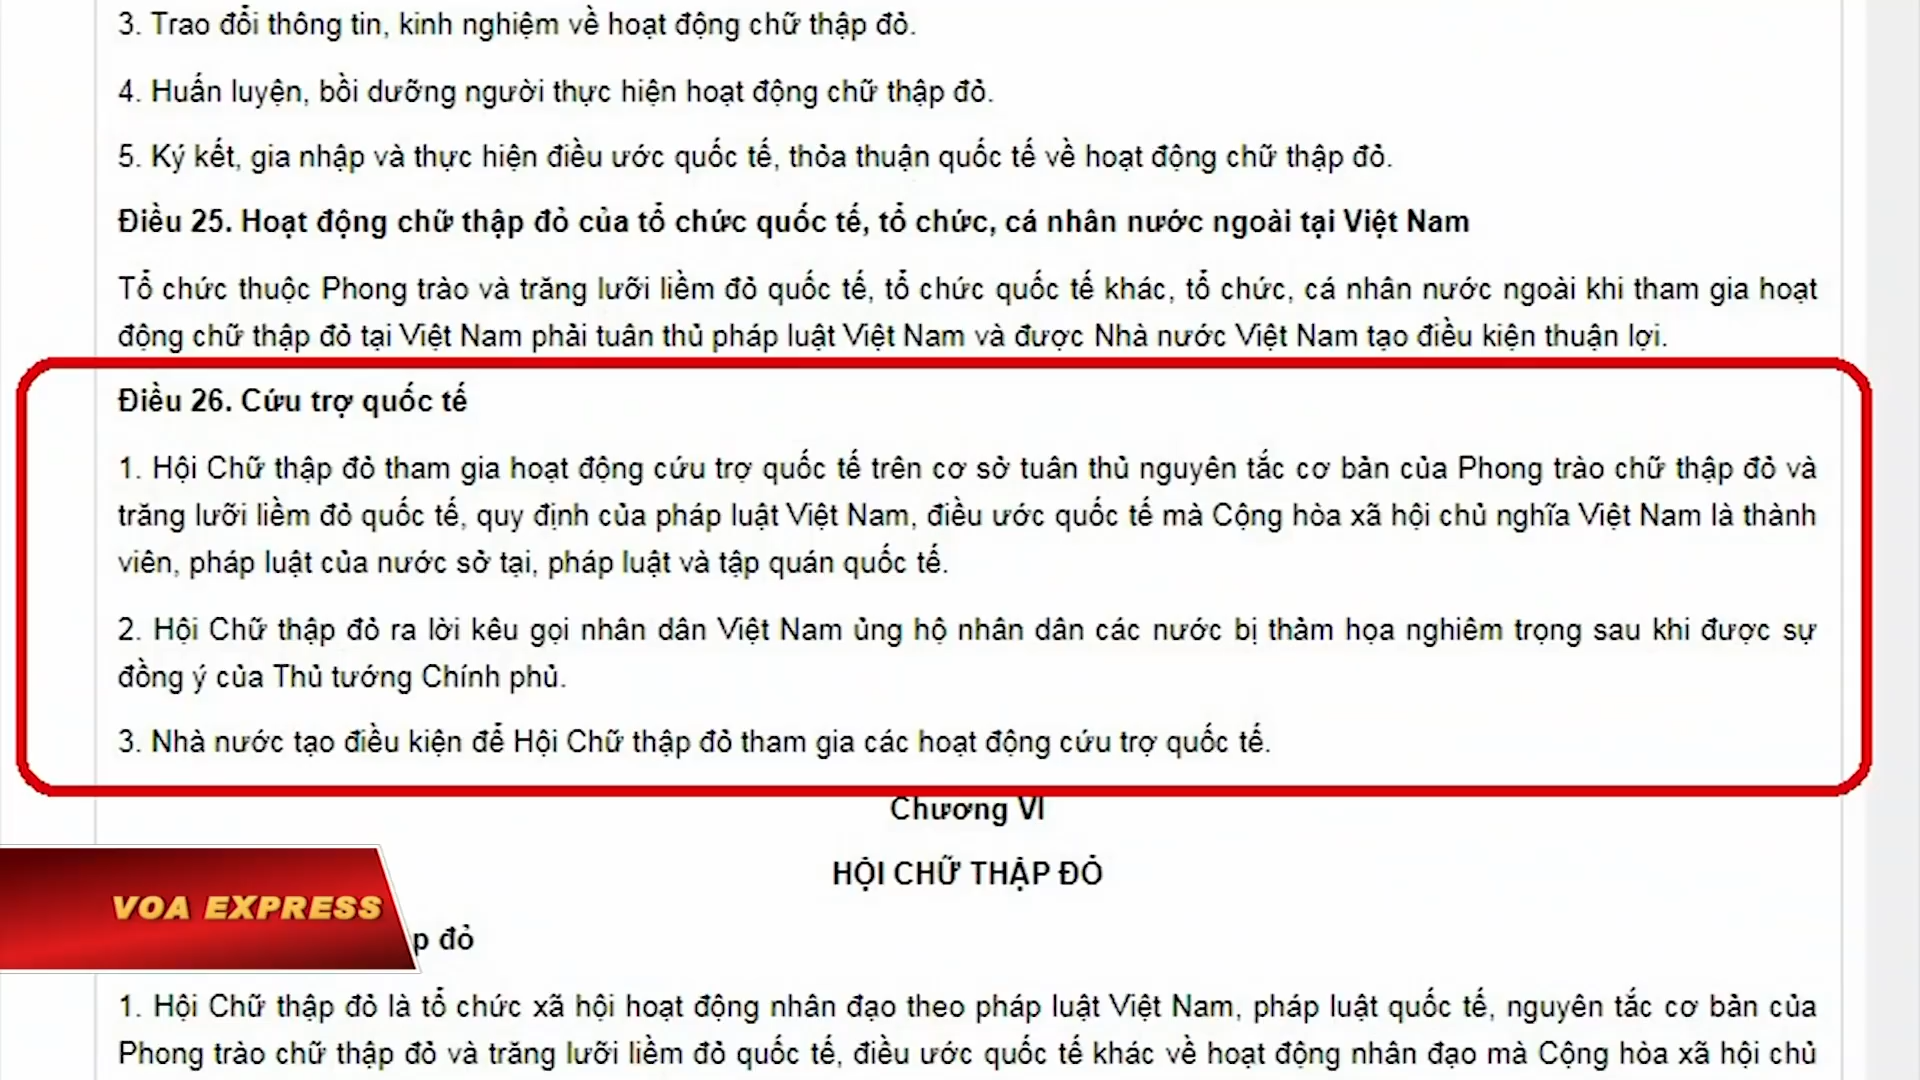 3. Trao đổi thông tin, kinh nghiệm về hoạt động chữ thập đỏ.
4. Huấn luyện, bồi dưỡng người thực hiện hoạt động chữ thập đỏ.
5. Ký kết, gia nhập và thực hiện điều ước quốc tế, thỏa thuận quốc tế về hoạt động chữ thập đỏ.
Điều 25. Hoạt động chữ thập đỏ của tổ chức quốc tế, tổ chức, cá nhân nước ngoài tại Việt Nam
Tổ chức thuộc Phong trào và trăng lưỡi liềm đỏ quốc tế, tổ chức quốc tế khác, tổ chức, cá nhân nước ngoài khi tham gia hoạt
động chữ thập đỏ tại Việt Nam phải tuân thủ pháp luật Việt Nam và được Nhà nước Việt Nam tạo điều kiện thuận lợi.
Điều 26. Cứu trợ quốc tế
1. Hội Chữ thập đỏ tham gia hoạt động cứu trợ quốc tế trên cơ sở tuân thủ nguyên tắc cơ bản của Phong trào chữ thập đỏ và
trăng lưỡi liềm đỏ quốc tế, quy định của pháp luật Việt Nam, điều ước quốc tế mà Cộng hòa xã hội chủ nghĩa Việt Nam là thành
viên, pháp luật của nước sở tại, pháp luật và tập quán quốc tế.
2. Hội Chữ thập đỏ ra lời kêu gọi nhân dân Việt Nam ủng hộ nhân dân các nước bị thảm họa nghiêm trọng sau khi được sự
đồng ý của Thủ tướng Chính phủ.
3. Nhà nước tạo điều kiện để Hội Chữ thập đỏ tham gia các hoạt động cứu trợ quốc tế.
Chương VI
HỘI CHỮ THẬP ĐỎ
VOA EXPRESS
p đỏ
1. Hội Chữ thập đỏ là tổ chức xã hội hoạt động nhân đạo theo pháp luật Việt Nam, pháp luật quốc tế, nguyên tắc cơ bản của
Phong trào chữ thập đỏ và trăng lưỡi liềm đỏ quốc tế, điều ước quốc tế khác về hoạt động nhân đạo mà Cộng hòa xã hội chủ